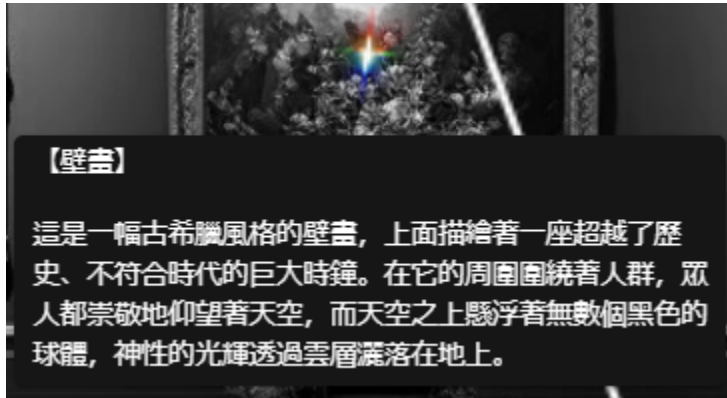 【壁畫】
這是一幅古希臘風格的壁畫，上面描繪著一座超越了歷
史、不符合時代的巨大時鐘。在它的周圍圍繞著人群，眾
人都崇敬地仰望著天空，而天空之上懸浮著無數個黑色的
球體，神性的光輝透過雲層灑落在地上。